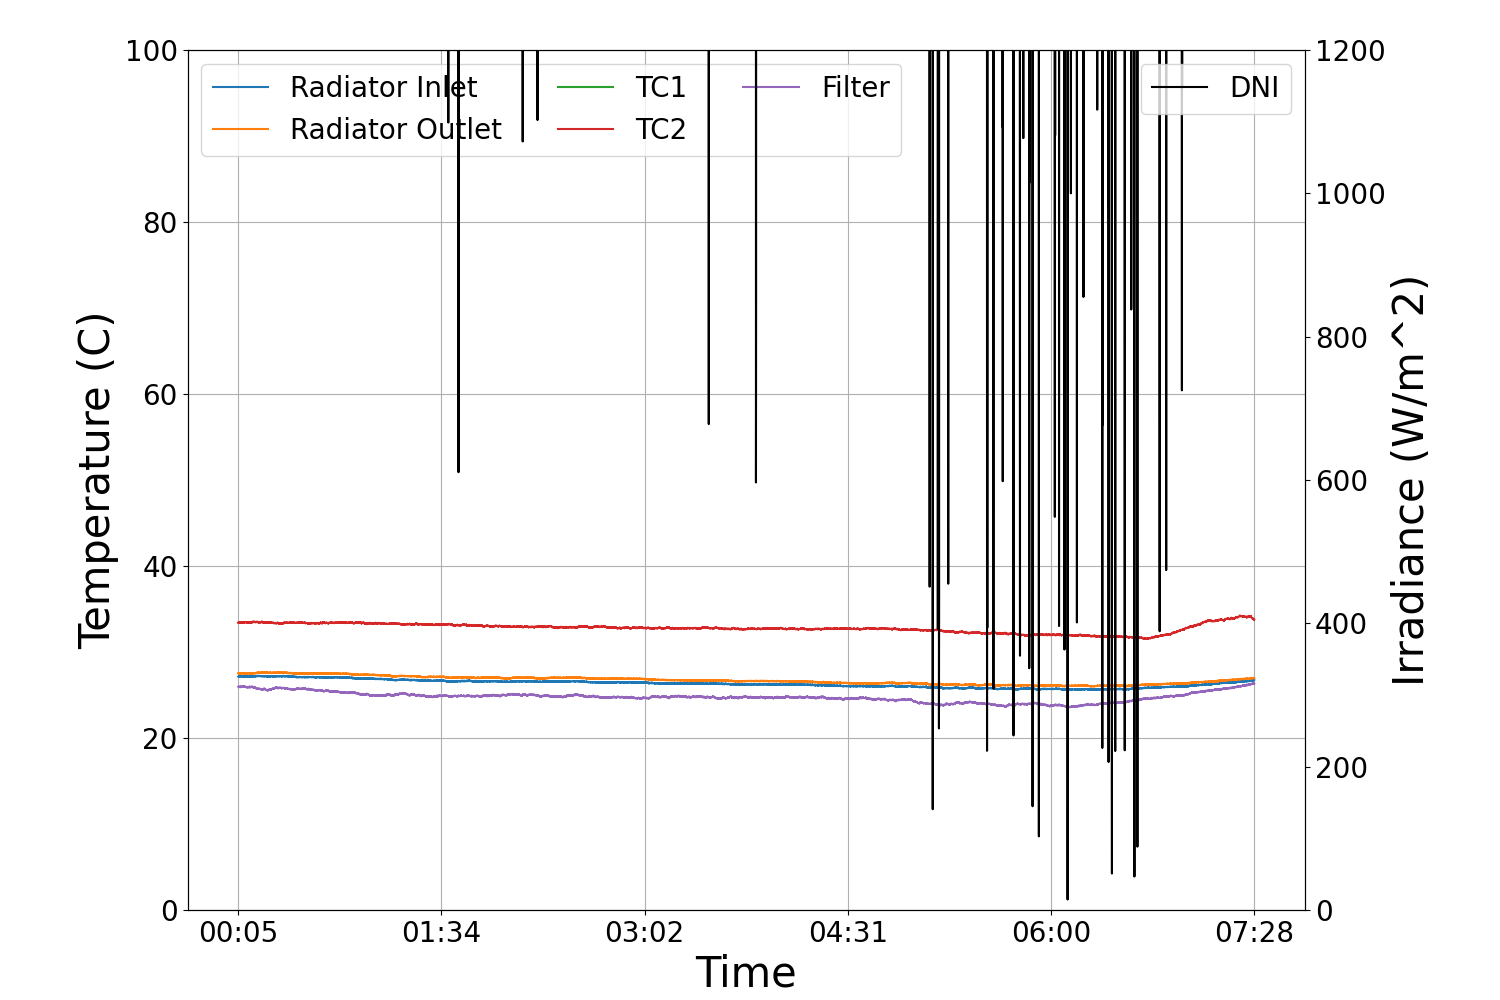 Radiator Inlet
Radiator Outlet
TC1
TC2
Filter
DNI
Temperature (C)
100
80
60
40
20
0
1200
1000
800
600
400
200
0
Irradiance (W/m^2)
00:05 01:34 03:02 04:31 06:00 07:28
Time